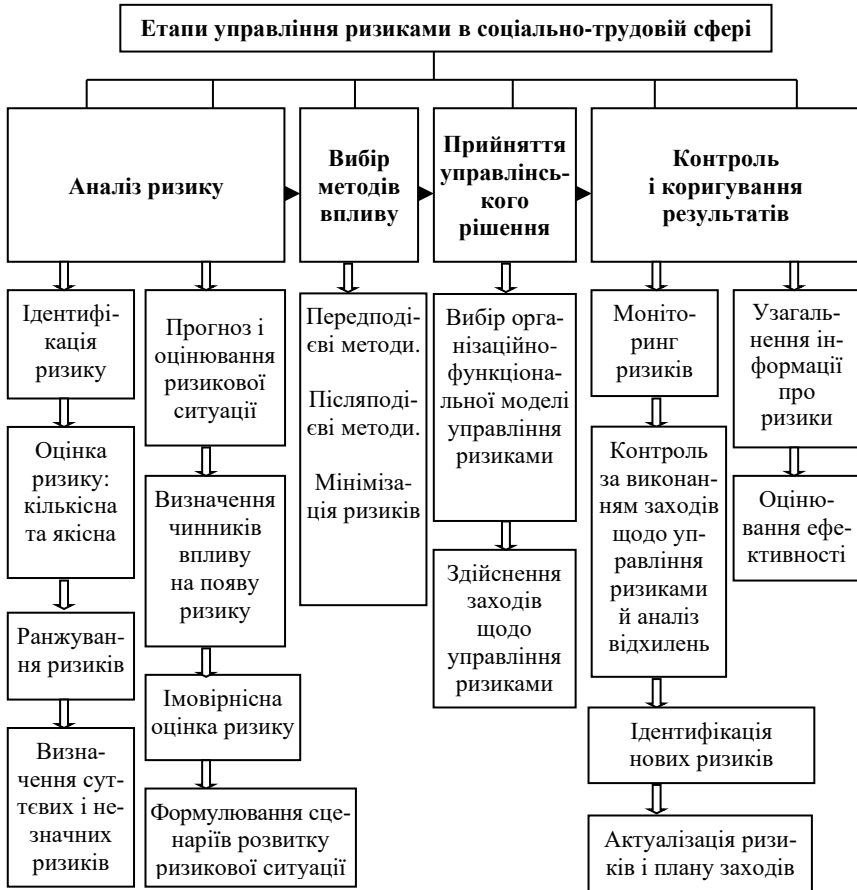 Етапи управління ризиками в соціально-трудовій сфері
Аналіз ризику
Вибір
методів
впливу
Прийняття
управлінсь-
кого
рішення
Контроль
і коригування
результатів
Ідентифі-
кація
ризику
Оцінка
ризику:
кількісна
та якісна
Ранжуван-
ня ризиків
Визна-
чення сут-
тєвих і не-
значних
ризиків
Прогноз і
оцінювання
ризикової
ситуації
Визначення
чинників
впливу
на появу
ризику
Імовірнісна
оцінка ризику
Формулювання сце-
наріїв розвитку
ризикової ситуації
Передподі-
єві методи.
Післяподі-
єві методи.
Мініміза-
ція ризиків
Вибір орга-
нізаційно-
функціо-
нальної моделі
управління
ризиками
Здійснення
заходів
щодо
управління
ризиками
Моніто-
ринг
ризиків
Контроль
за виконан-
ням заходів
щодо уп-
равління
ризиками
й аналіз
відхилень
Ідентифікація
нових ризиків
Актуалізація ризи-
ків і плану заходів
Узагаль-
нення ін-
формації
про
ризики
Оціню-
вання ефе-
ктивності